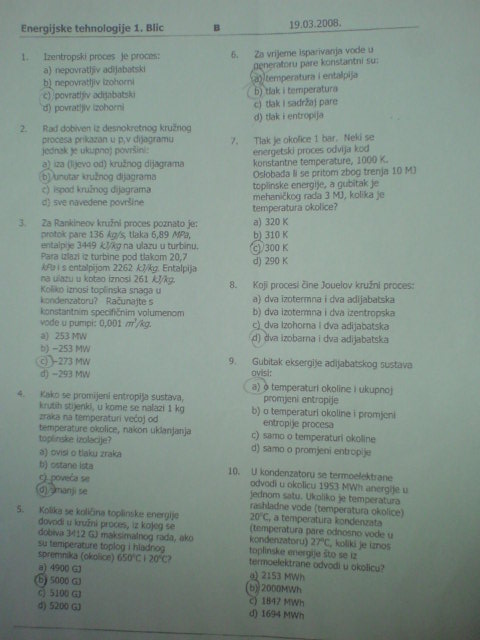 Energijske tehnologije 1. Blic
B
19.03.2008.
1. Izentropski proces je proces:
a) nepovratljiv adijabatski
b) nepovratljiv izohorni
c) povratljiv adijabatski
d) povratljiv izohorni
2. Rad dobiven iz desnokretnog kružnog
procesa prikazan u p,v dijagramu
jednak je ukupnoj površini:
a) iza (lijevo od) kružnog dijagrama
b) unutar kružnog dijagrama
c) ispod kružnog dijagrama
d) sve navedene površine
3. Za Rankineov kružni proces poznato je:
protok pare 136 kg/s, tlaka 6,89 MPa,
entalpije 3449 kJ/kg na ulazu u turbinu.
Para izlazi iz turbine pod tlakom 20,7
kPa i s entalpijom 2262 kJ/kg. Entalpija
na ulazu u kotao iznosi 261 kJ/kg.
Koliko iznosi toplinska snaga u
kondenzatoru? Računajte s
konstantnim specifičnim volumenom
vode u pumpi: 0,001 m³/kg.
a) 253 MW
b) −253 MW
c) −273 MW
d) −293 MW
4. Kako se promijeni entropija sustava,
krutih stijenki, u kome se nalazi 1 kg
zraka na temperaturi većoj od
temperature okolice, nakon uklanjanja
toplinske izolacije?
a) ovisi o tlaku zraka
b) ostane ista
c) poveća se
d) smanji se
5. Kolika se količina toplinske energije
dovodi u kružni proces, iz kojeg se
dobiva 3412 GJ maksimalnog rada, ako
su temperature toplog i hladnog
spremnika (okolice) 650°C i 20°C?
a) 4900 GJ
b) 5000 GJ
c) 5100 GJ
d) 5200 GJ
6. Za vrijeme isparivanja vode u
generatoru pare konstantni su:
a) temperatura i entalpija
b) tlak i temperatura
c) tlak i sadržaj pare
d) tlak i entropija
7. Tlak je okolice 1 bar. Neki se
energetski proces odvija kod
konstantne temperature, 1000 K.
Oslobađa li se pritom zbog trenja 10 MJ
toplinske energije, a gubitak je
mehaničkog rada 3 MJ, kolika je
temperatura okolice?
a) 320 K
b) 310 K
c) 300 K
d) 290 K
8. Koji procesi čine Jouleov kružni proces:
a) dva izotermna i dva adijabatska
b) dva izotermna i dva izentropska
c) dva izohorna i dva adijabatska
d) dva izobarna i dva adijabatska
9. Gubitak eksergije adijabatskog sustava
ovisi:
a) o temperaturi okoline i ukupnoj
promjeni entropije
b) o temperaturi okoline i promjeni
entropije procesa
c) samo o temperaturi okoline
d) samo o promjeni entropije
10. U kondenzatoru se termoelektrane
odvodi u okolicu 1953 MWh anergije u
jednom satu. Ukoliko je temperatura
rashladne vode (temperatura okolice)
20°C, a temperatura kondenzata
(temperatura pare odnosno vode u
kondenzatoru) 27°C, koliki je iznos
toplinske energije što se iz
termoelektrane odvodi u okolicu?
a) 2153 MWh
b) 2000MWh
c) 1847 MWh
d) 1694 MWh